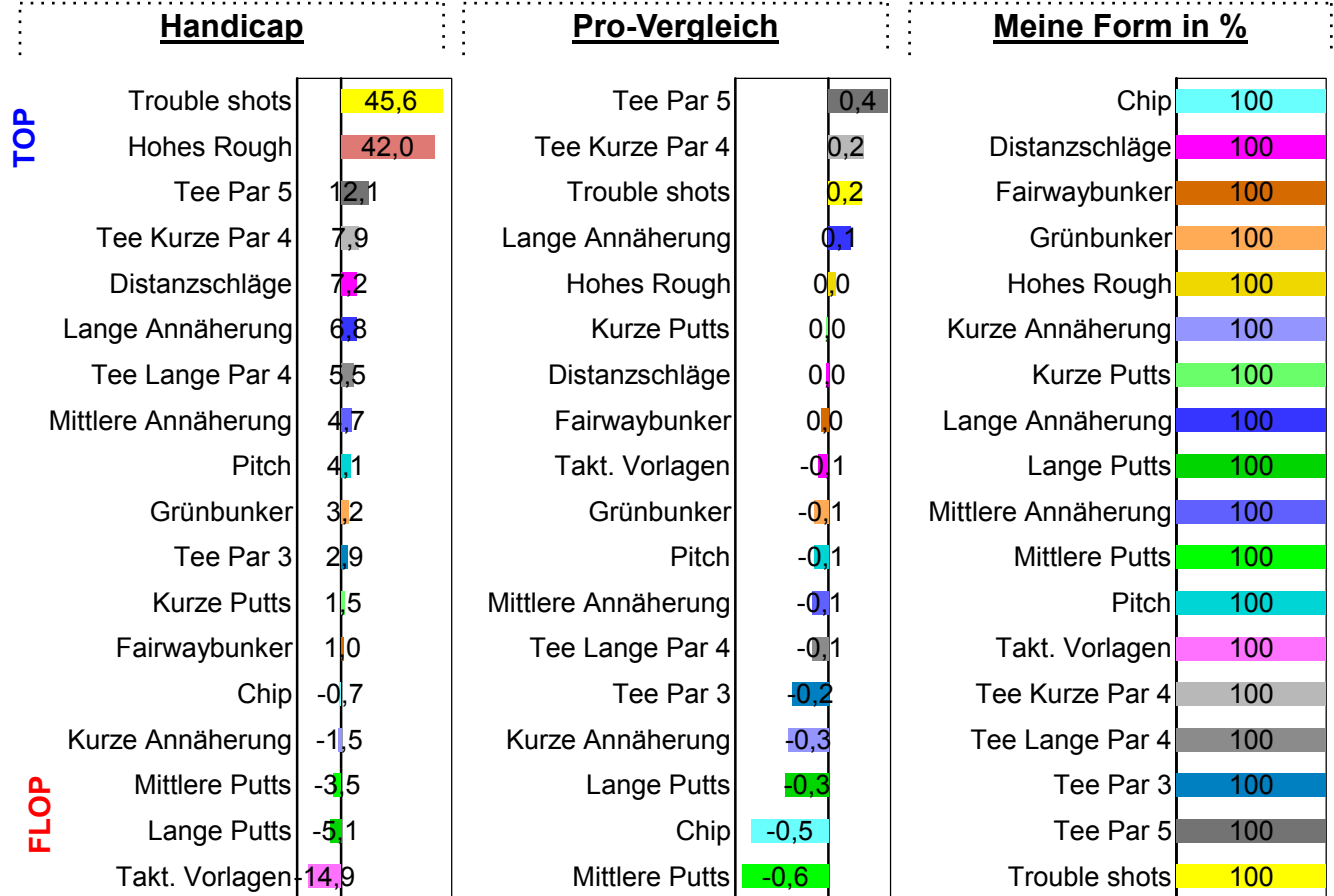 Handicap Pro-Vergleich Meine Form in %
TOP
Trouble shots 45,6 Tee Par 5 0,4 Chip 100
Hohes Rough 42,0 Tee Kurze Par 4 0,2 Distanzschläge 100
Tee Par 5 12,1 Trouble shots 0,2 Fairwaybunker 100
Tee Kurze Par 4 7,9 Lange Annäherung 0,1 Grünbunker 100
Distanzschläge 7,2 Hohes Rough 0,0 Hohes Rough 100
Lange Annäherung 6,8 Kurze Putts 0,0 Kurze Annäherung 100
Tee Lange Par 4 5,5 Distanzschläge 0,0 Kurze Putts 100
Mittlere Annäherung 4,7 Fairwaybunker 0,0 Lange Annäherung 100
Pitch 4,1 Takt. Vorlagen -0,1 Lange Putts 100
Grünbunker 3,2 Grünbunker -0,1 Mittlere Annäherung 100
Tee Par 3 2,9 Pitch -0,1 Mittlere Putts 100
Kurze Putts 1,5 Mittlere Annäherung -0,1 Pitch 100
Fairwaybunker 1,0 Tee Lange Par 4 -0,1 Takt. Vorlagen 100
Chip -0,7 Tee Par 3 -0,2 Tee Kurze Par 4 100
Kurze Annäherung -1,5 Kurze Annäherung -0,3 Tee Lange Par 4 100
Mittlere Putts -3,5 Lange Putts -0,3 Tee Par 3 100
Lange Putts -5,1 Chip -0,5 Tee Par 5 100
Takt. Vorlagen -14,9 Mittlere Putts -0,6 Trouble shots 100
FLOP